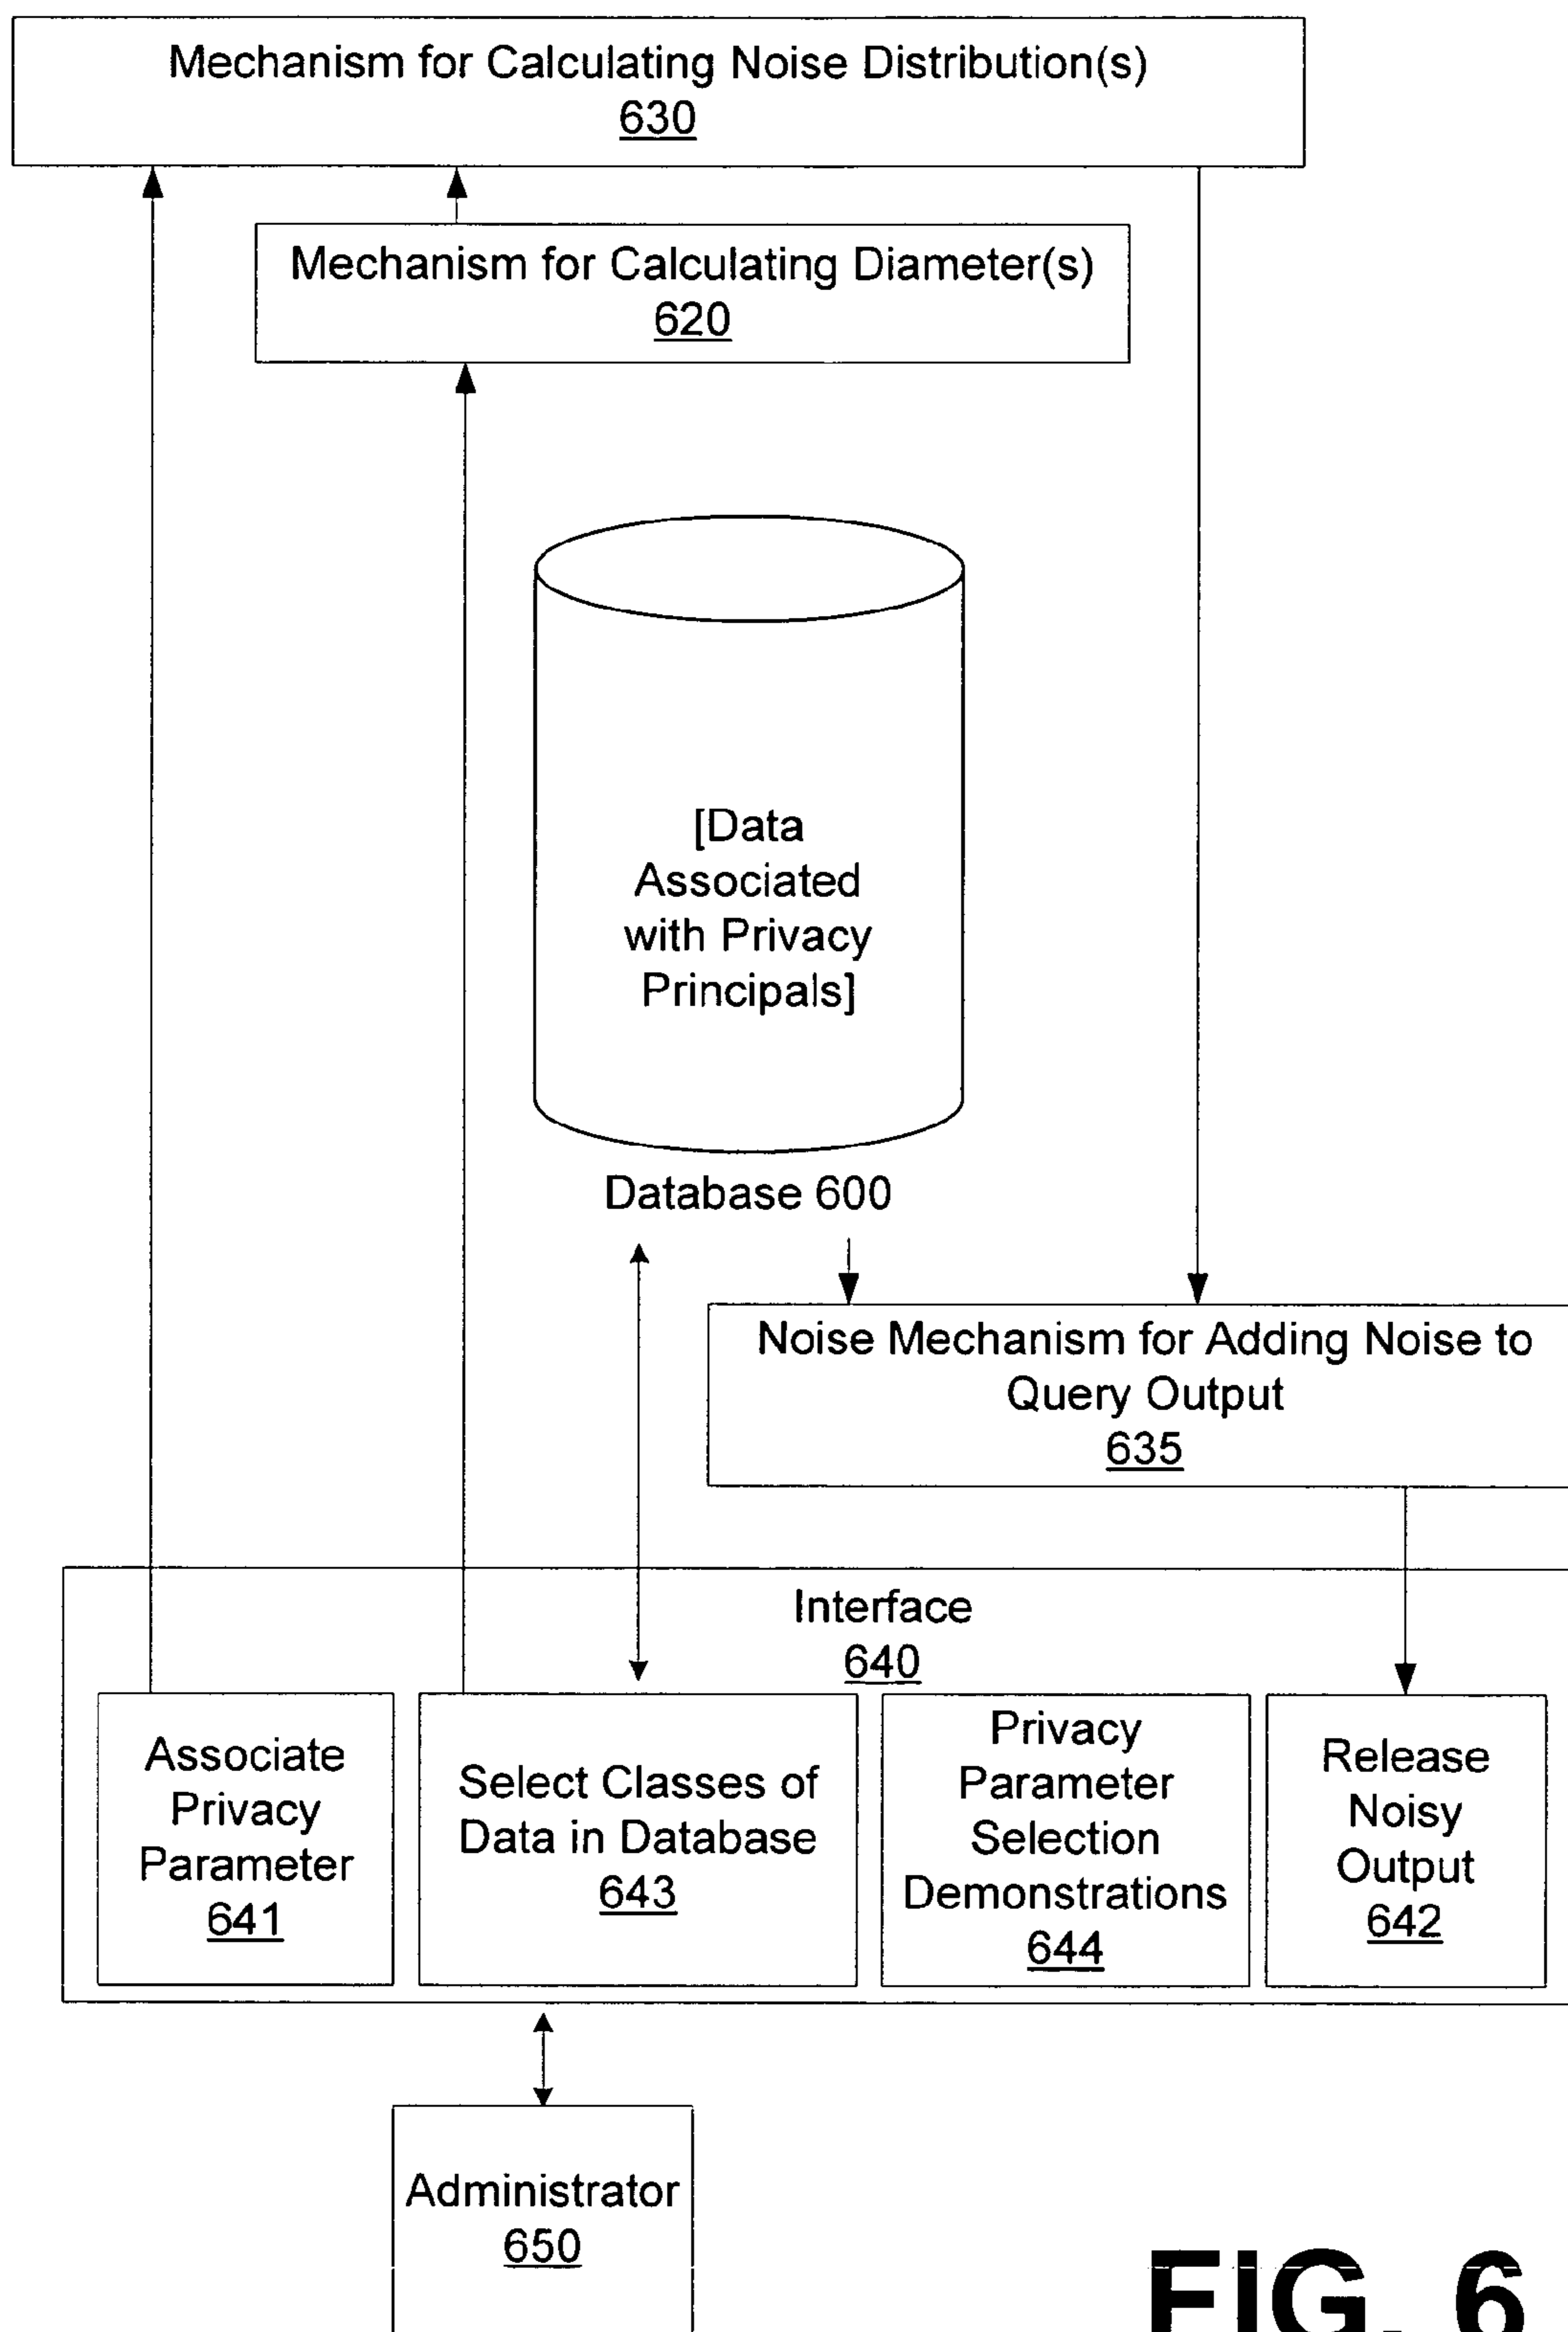 Mechanism for Calculating Noise Distribution(s)
630
Mechanism for Calculating Diameter(s)
620
[Data
Associated
with Privacy
Principals]
Database 600
Noise Mechanism for Adding Noise to
Query Output
635
Interface
640
Associate
Privacy
Parameter
641
Select Classes of
Data in Database
643
Privacy
Parameter
Selection
Demonstrations
644
Release
Noisy
Output
642
Administrator
650
FIG. 6